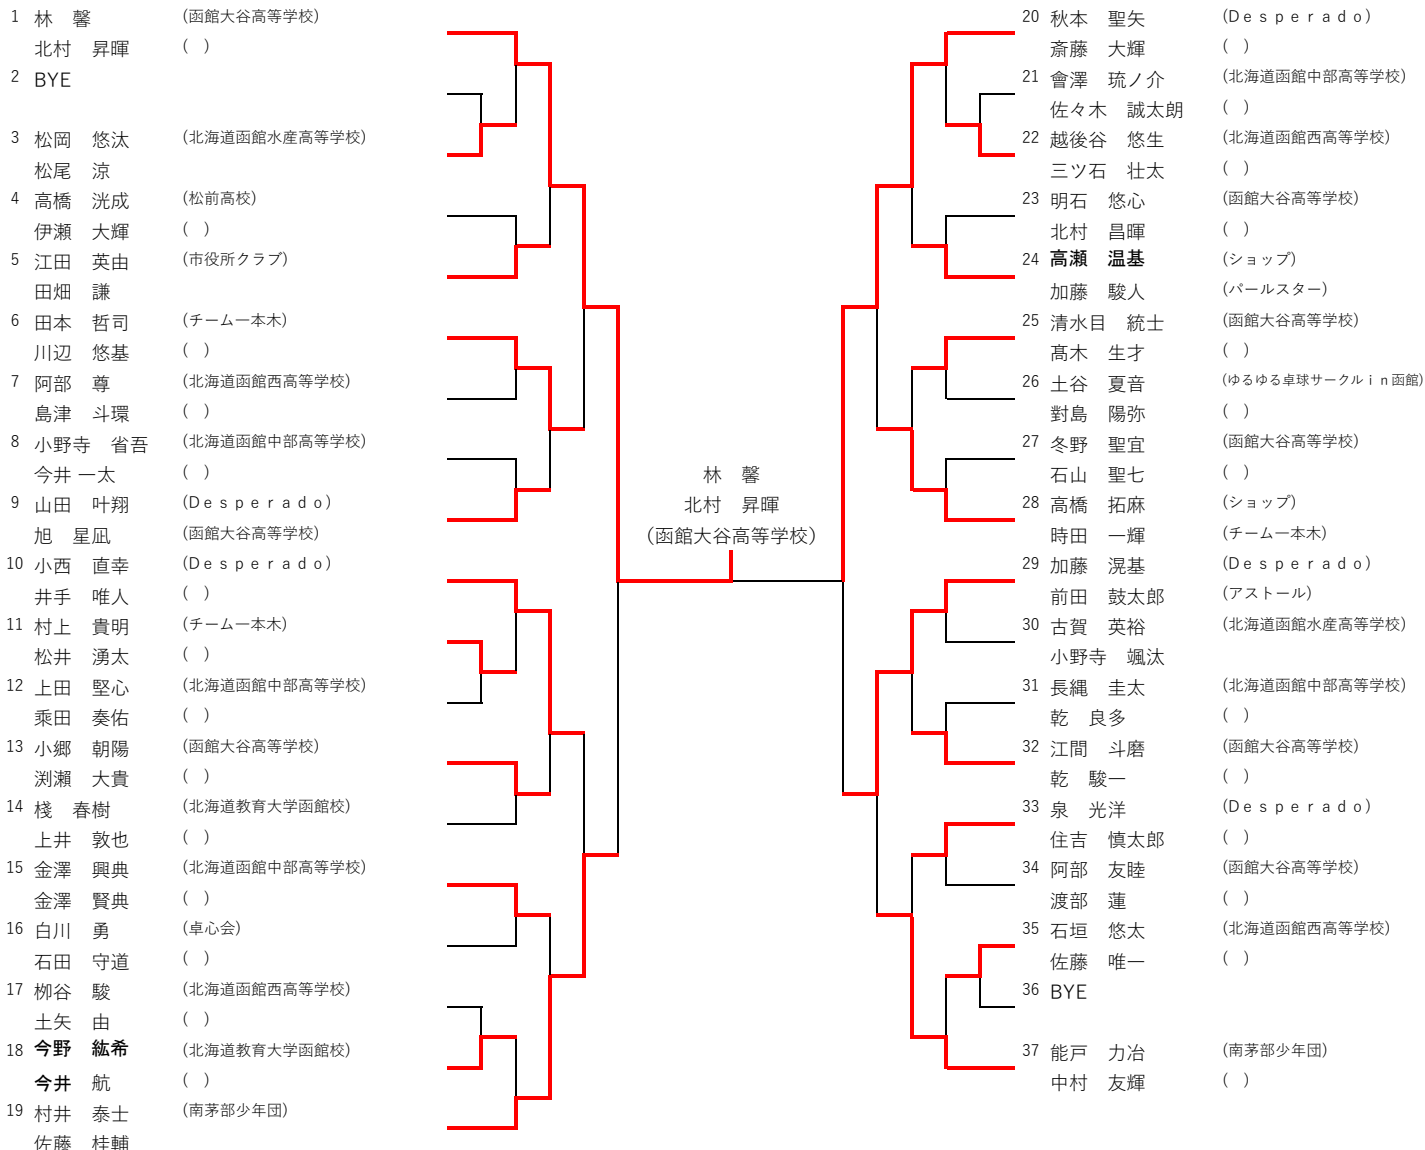 1 林　馨 (函館大谷高等学校)
北村　昇暉 (　)
2 BYE
3 松岡　悠汰 (北海道函館水産高等学校)
松尾　涼
4 高橋　洸成 (松前高校)
伊瀬　大輝 (　)
5 江田　英由 (市役所クラブ)
田畑　謙
6 田本　哲司 (チーム一本木)
川辺　悠基 (　)
7 阿部　尊 (北海道函館西高等学校)
島津　斗環 (　)
8 小野寺　省吾 (北海道函館中部高等学校)
今井 一太 (　)
9 山田　叶翔 (Ｄｅｓｐｅｒａｄｏ)
旭　星凪 (函館大谷高等学校)
10 小西　直幸 (Ｄｅｓｐｅｒａｄｏ)
井手　唯人 (　)
11 村上　貴明 (チーム一本木)
松井　湧太 (　)
12 上田　堅心 (北海道函館中部高等学校)
乘田　奏佑 (　)
13 小郷　朝陽 (函館大谷高等学校)
渕瀨　大貴 (　)
14 棧　春樹 (北海道教育大学函館校)
上井　敦也 (　)
15 金澤　興典 (北海道函館中部高等学校)
金澤　賢典 (　)
16 白川　勇 (卓心会)
石田　守道 (　)
17 栁谷　駿 (北海道函館西高等学校)
土矢　由 (　)
18 今野　紘希 (北海道教育大学函館校)
今井　航 (　)
19 村井　泰士 (南茅部少年団)
佐藤　桂輔
林　馨
北村　昇暉
(函館大谷高等学校)
20 秋本　聖矢 (Ｄｅｓｐｅｒａｄｏ)
斎藤　大輝 (　)
21 會澤　琉ノ介 (北海道函館中部高等学校)
佐々木　誠太朗 (　)
22 越後谷　悠生 (北海道函館西高等学校)
三ツ石　壮太 (　)
23 明石　悠心 (函館大谷高等学校)
北村　昌暉 (　)
24 高瀬　温基 (ショップ)
加藤　駿人 (パールスター)
25 清水目　統士 (函館大谷高等学校)
髙木　生才 (　)
26 土谷　夏音 (ゆるゆる卓球サークルｉｎ函館)
對島　陽弥 (　)
27 冬野　聖宜 (函館大谷高等学校)
石山　聖七 (　)
28 高橋　拓麻 (ショップ)
時田　一輝 (チーム一本木)
29 加藤　滉基 (Ｄｅｓｐｅｒａｄｏ)
前田　鼓太郎 (アストール)
30 古賀　英裕 (北海道函館水産高等学校)
小野寺　颯汰
31 長縄　圭太 (北海道函館中部高等学校)
乾　良多 (　)
32 江間　斗磨 (函館大谷高等学校)
乾　駿一 (　)
33 泉　光洋 (Ｄｅｓｐｅｒａｄｏ)
住吉　慎太郎 (　)
34 阿部　友睦 (函館大谷高等学校)
渡部　蓮 (　)
35 石垣　悠太 (北海道函館西高等学校)
佐藤　唯一 (　)
36 BYE
37 能戸　力冶 (南茅部少年団)
中村　友輝 (　)